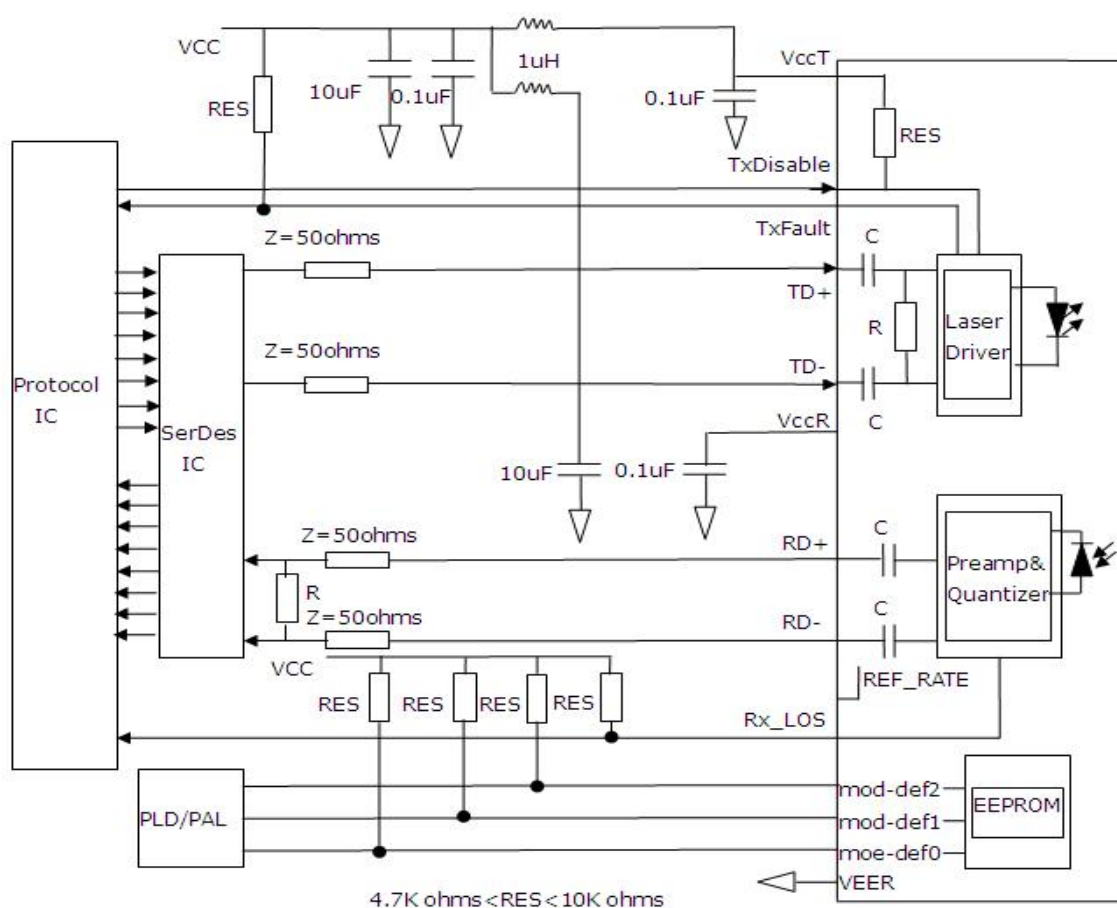 VCC
1uH
VccT
10uF
0.1uF
0.1uF
RES
RES
TxDisable
TxFault
Z=50ohms
C
TD+
R
Laser
Driver
Z=50ohms
TD-
C
Protocol
IC
SerDes
IC
VccR
10uF
0.1uF
Z=50ohms
RD+
C
Preamp&
Quantizer
R
Z=50ohms
RD-
C
VCC
REF_RATE
RES
RES
RES
Rx_LOS
mod-def2
EEPROM
PLD/PAL
mod-def1
moe-def0
VEER
4.7K ohms<RES<10K ohms